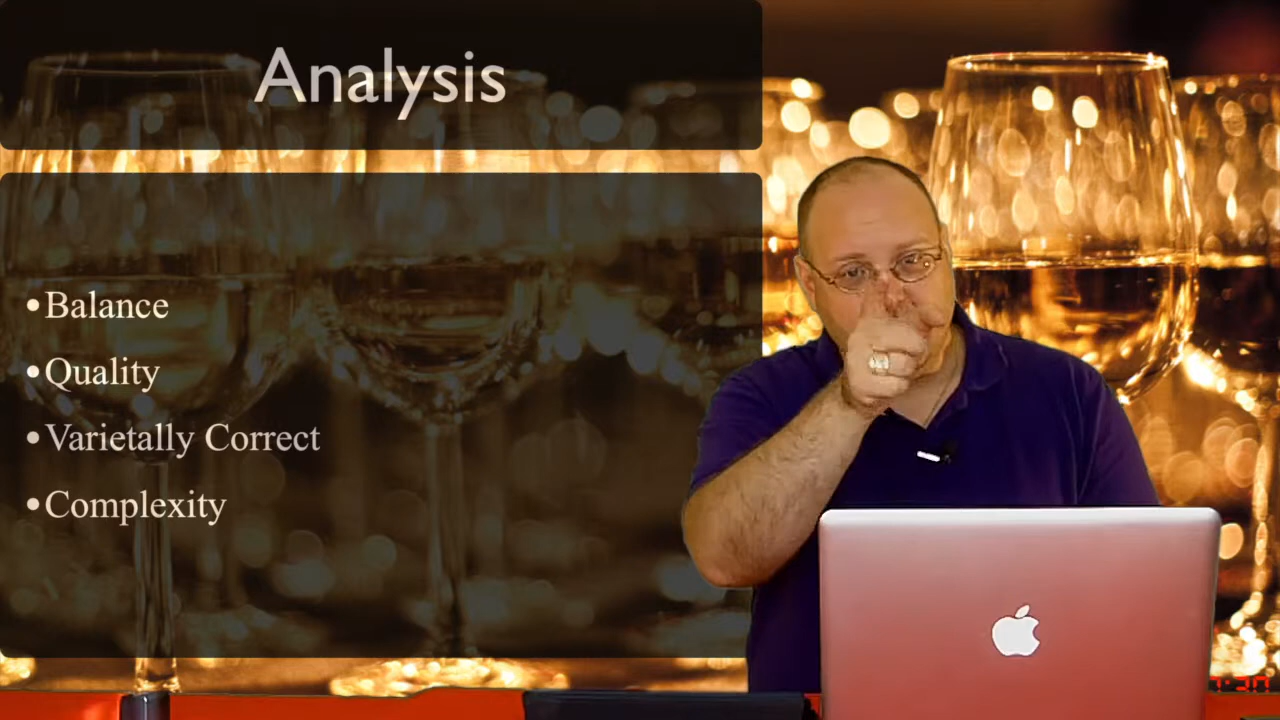 Analysis
•Balance
•Quality
•Varietally Correct
•Complexity